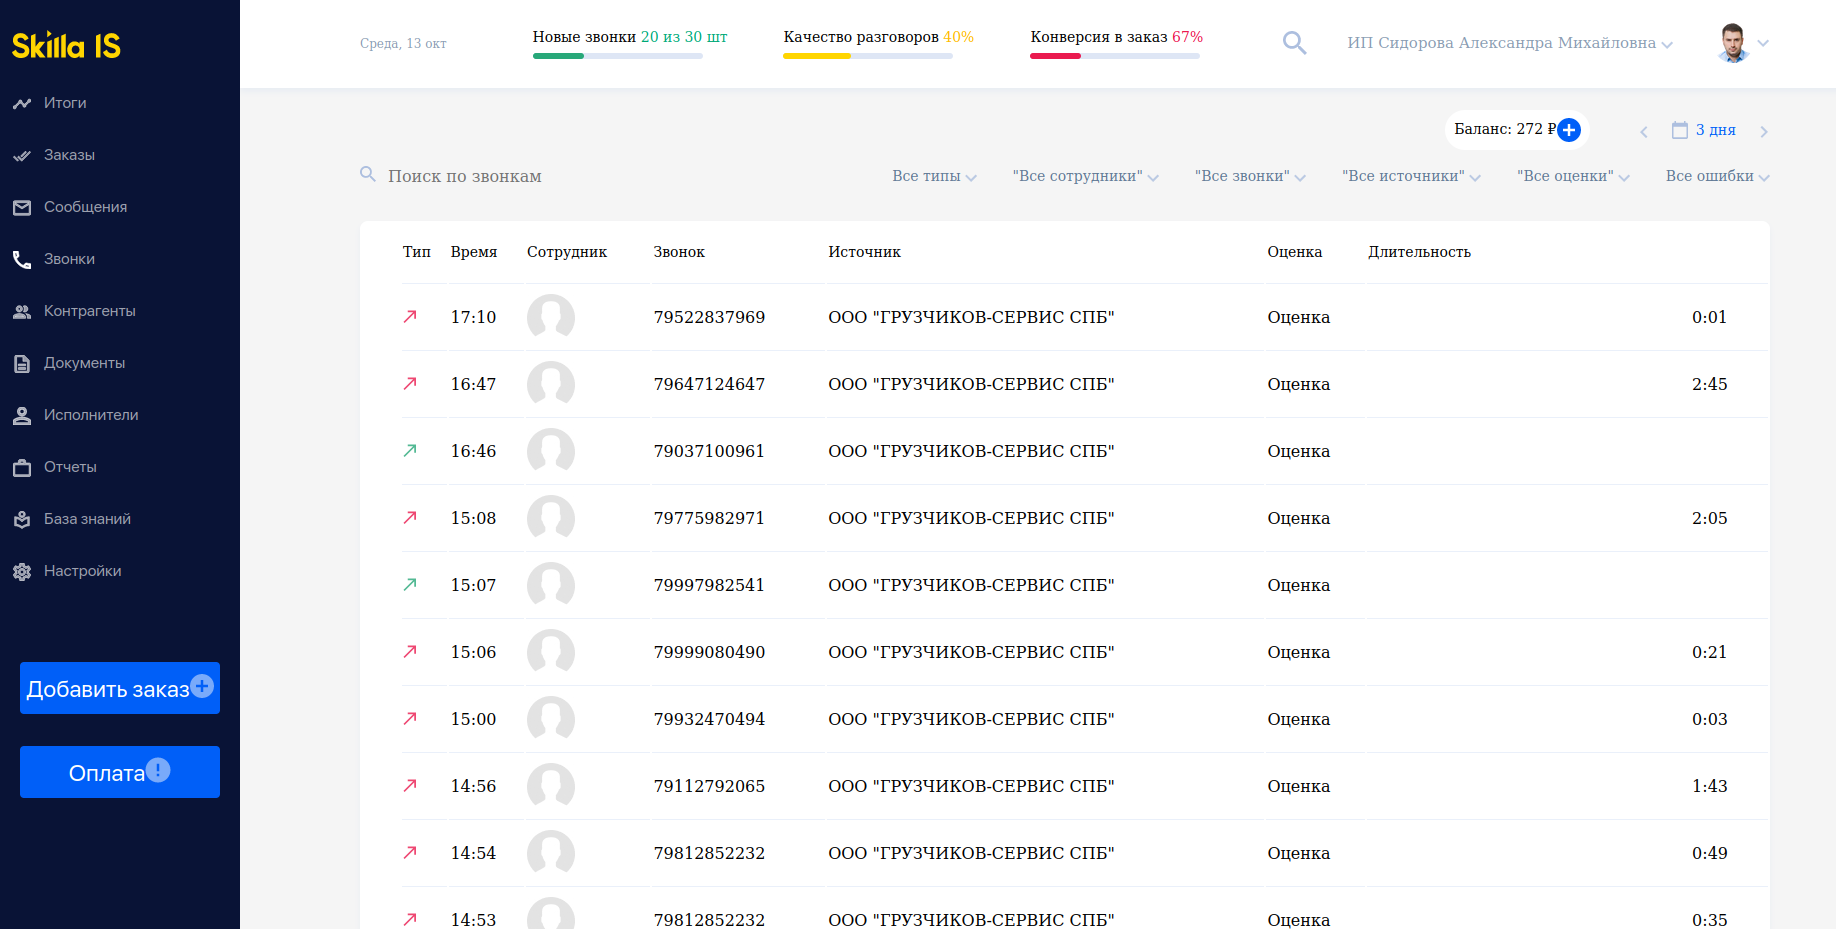 Skilla IS
Итоги
Заказы
Сообщения
Звонки
Контрагенты
Документы
Исполнители
Отчеты
База знаний
Настройки
Добавить заказ
Оплата
Среда, 13 окт
Новые звонки 20 из 30 шт
Качество разговоров 40%
Конверсия в заказ 67%
ИП Сидорова Александра Михайловна
Баланс: 272 ₽
3 дня
Поиск по звонкам
Все типы "Все сотрудники" "Все звонки" "Все источники" "Все оценки" Все ошибки
Тип Время Сотрудник Звонок Источник Оценка Длительность
17:10 79522837969 ООО "ГРУЗЧИКОВ-СЕРВИС СПБ" Оценка 0:01
16:47 79647124647 ООО "ГРУЗЧИКОВ-СЕРВИС СПБ" Оценка 2:45
16:46 79037100961 ООО "ГРУЗЧИКОВ-СЕРВИС СПБ" Оценка
15:08 79775982971 ООО "ГРУЗЧИКОВ-СЕРВИС СПБ" Оценка 2:05
15:07 79997982541 ООО "ГРУЗЧИКОВ-СЕРВИС СПБ" Оценка
15:06 79999080490 ООО "ГРУЗЧИКОВ-СЕРВИС СПБ" Оценка 0:21
15:00 79932470494 ООО "ГРУЗЧИКОВ-СЕРВИС СПБ" Оценка 0:03
14:56 79112792065 ООО "ГРУЗЧИКОВ-СЕРВИС СПБ" Оценка 1:43
14:54 79812852232 ООО "ГРУЗЧИКОВ-СЕРВИС СПБ" Оценка 0:49
14:53 79812852232 ООО "ГРУЗЧИКОВ-СЕРВИС СПБ" Оценка 0:35